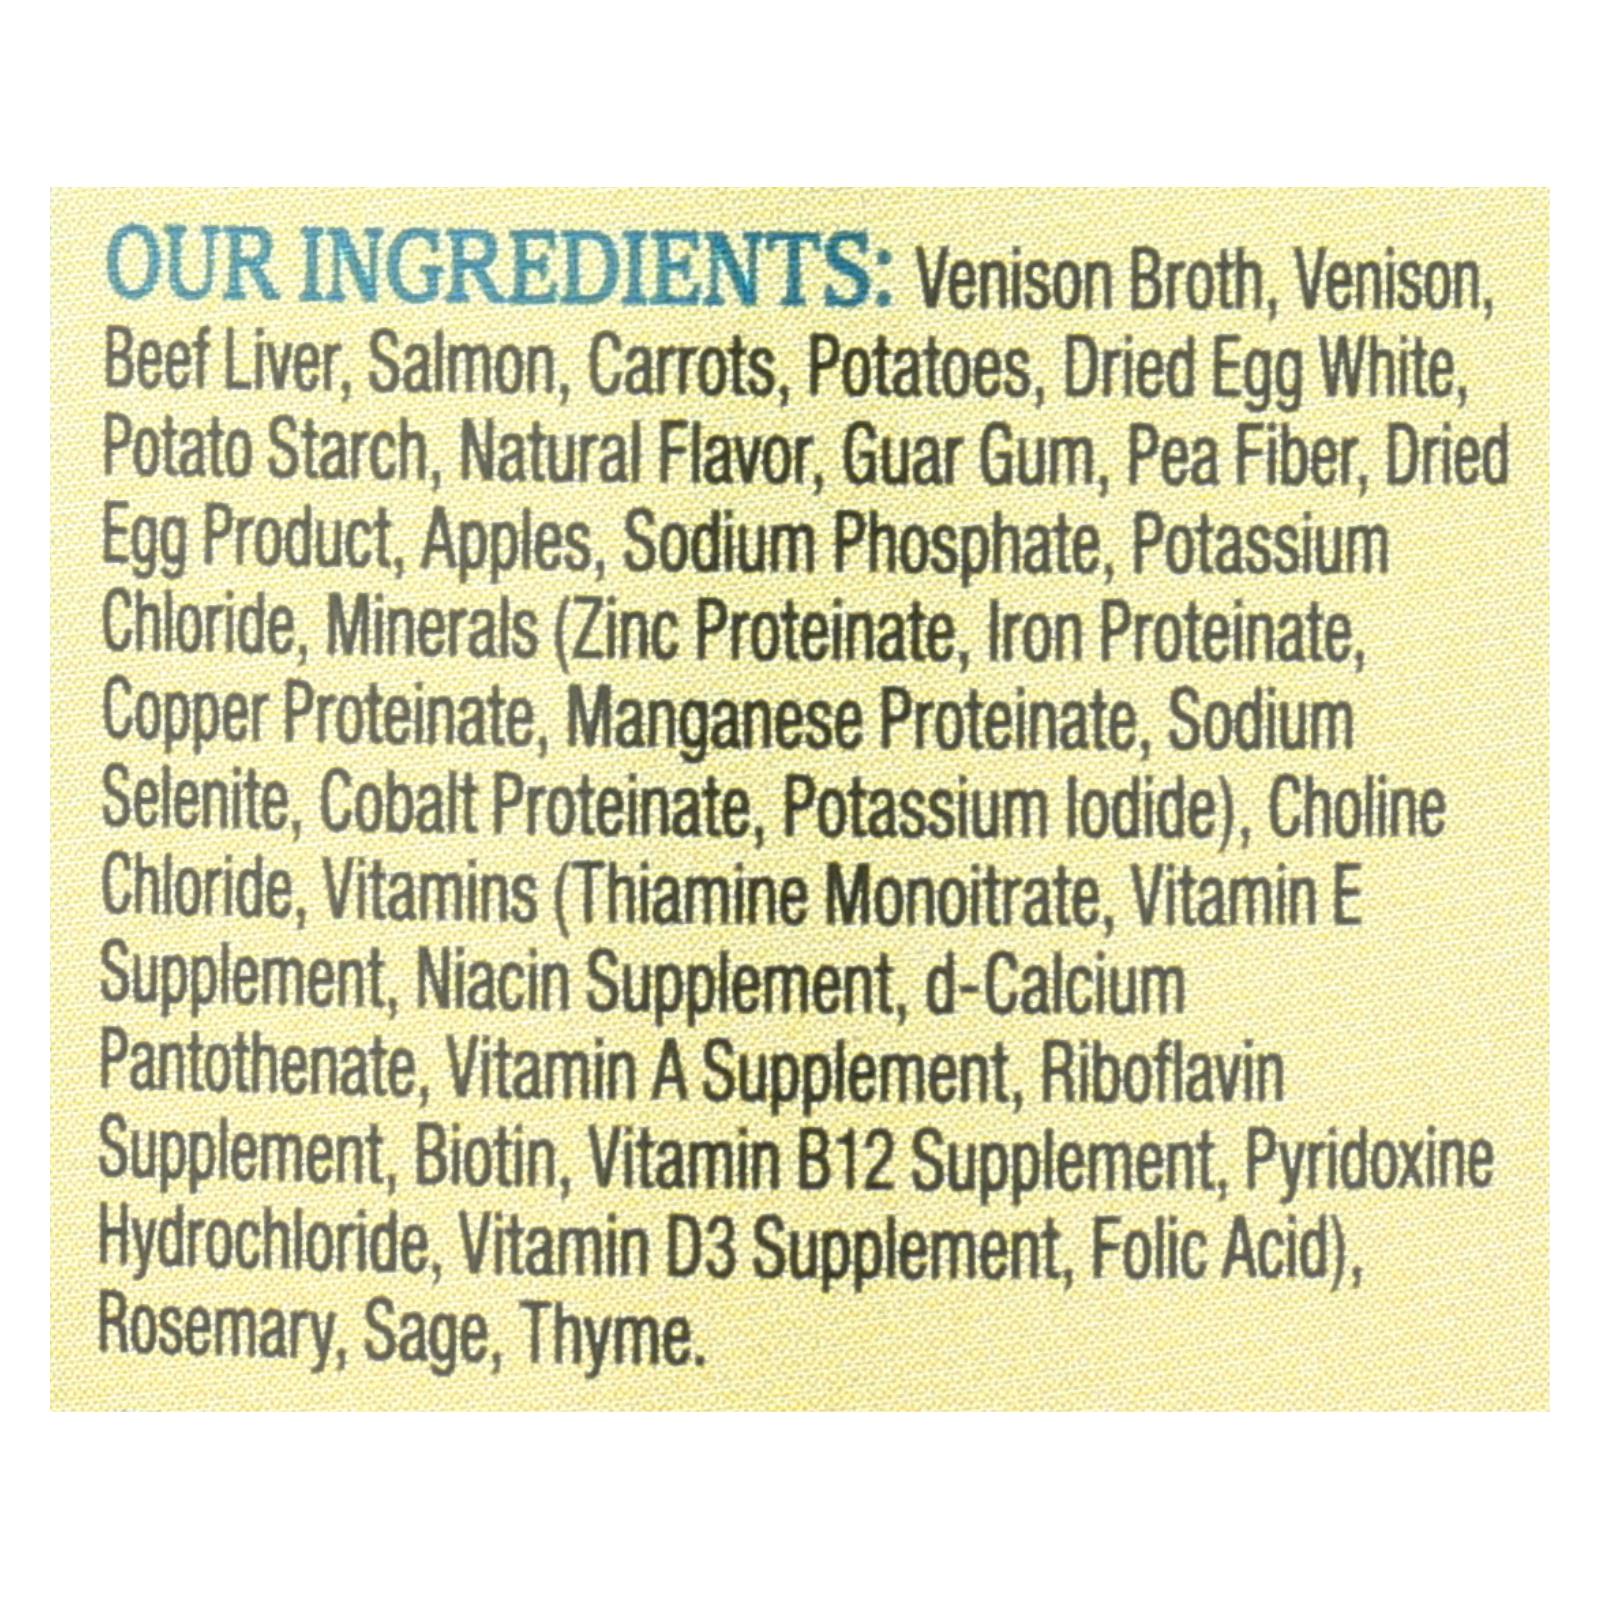 OUR INGREDIENTS: Venison Broth, Venison,
Beef Liver, Salmon, Carrots, Potatoes, Dried Egg White,
Potato Starch, Natural Flavor, Guar Gum, Pea Fiber, Dried
Egg Product, Apples, Sodium Phosphate, Potassium
Chloride, Minerals (Zinc Proteinate, Iron Proteinate,
Copper Proteinate, Manganese Proteinate, Sodium
Selenite, Cobalt Proteinate, Potassium Iodide), Choline
Chloride, Vitamins (Thiamine Monoitrate, Vitamin E
Supplement, Niacin Supplement, d-Calcium
Pantothenate, Vitamin A Supplement, Riboflavin
Supplement, Biotin, Vitamin B12 Supplement, Pyridoxine
Hydrochloride, Vitamin D3 Supplement, Folic Acid),
Rosemary, Sage, Thyme.